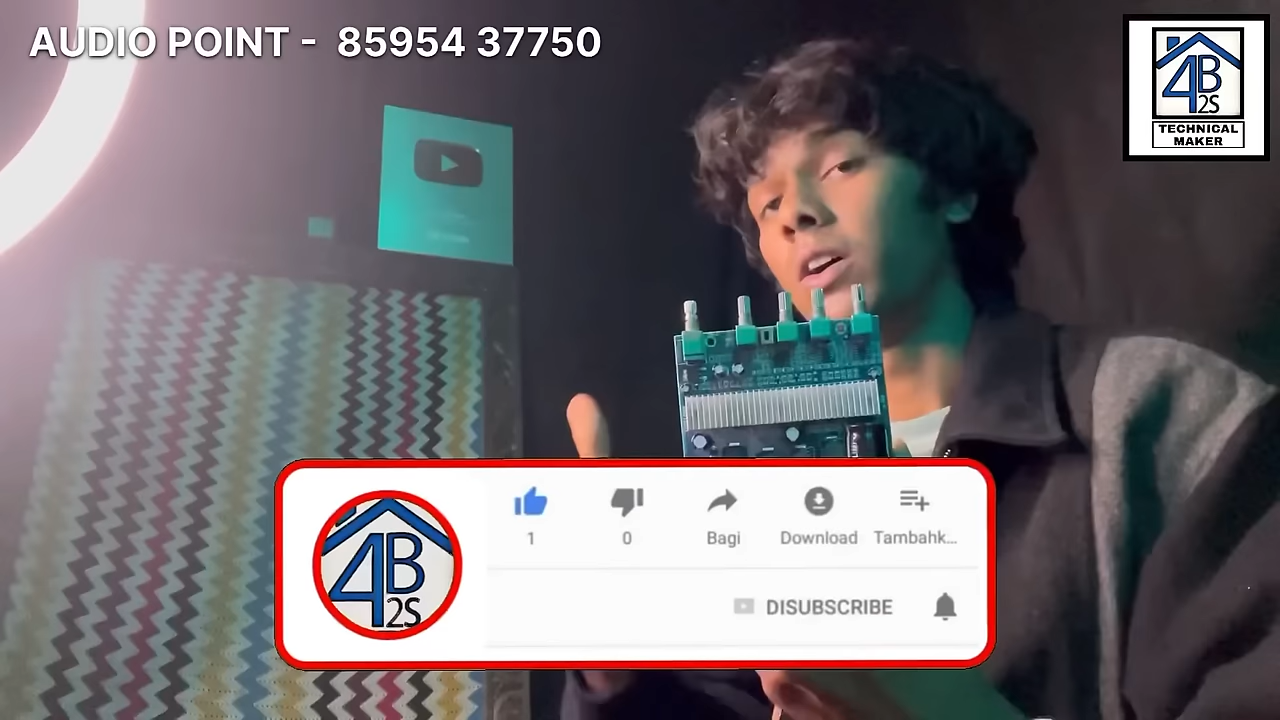 AUDIO POINT - 85954 37750
4B
2S
TECHNICAL
MAKER
4B
2S
1
0
Bagi
Download
Tambahk...
DISUBSCRIBE